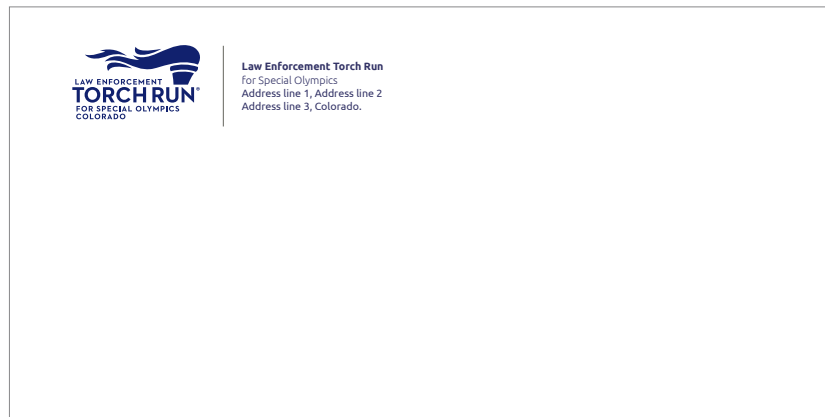 LAW ENFORCEMENT
TORCH RUN®
FOR SPECIAL OLYMPICS
COLORADO
Law Enforcement Torch Run
for Special Olympics
Address line 1, Address line 2
Address line 3, Colorado.